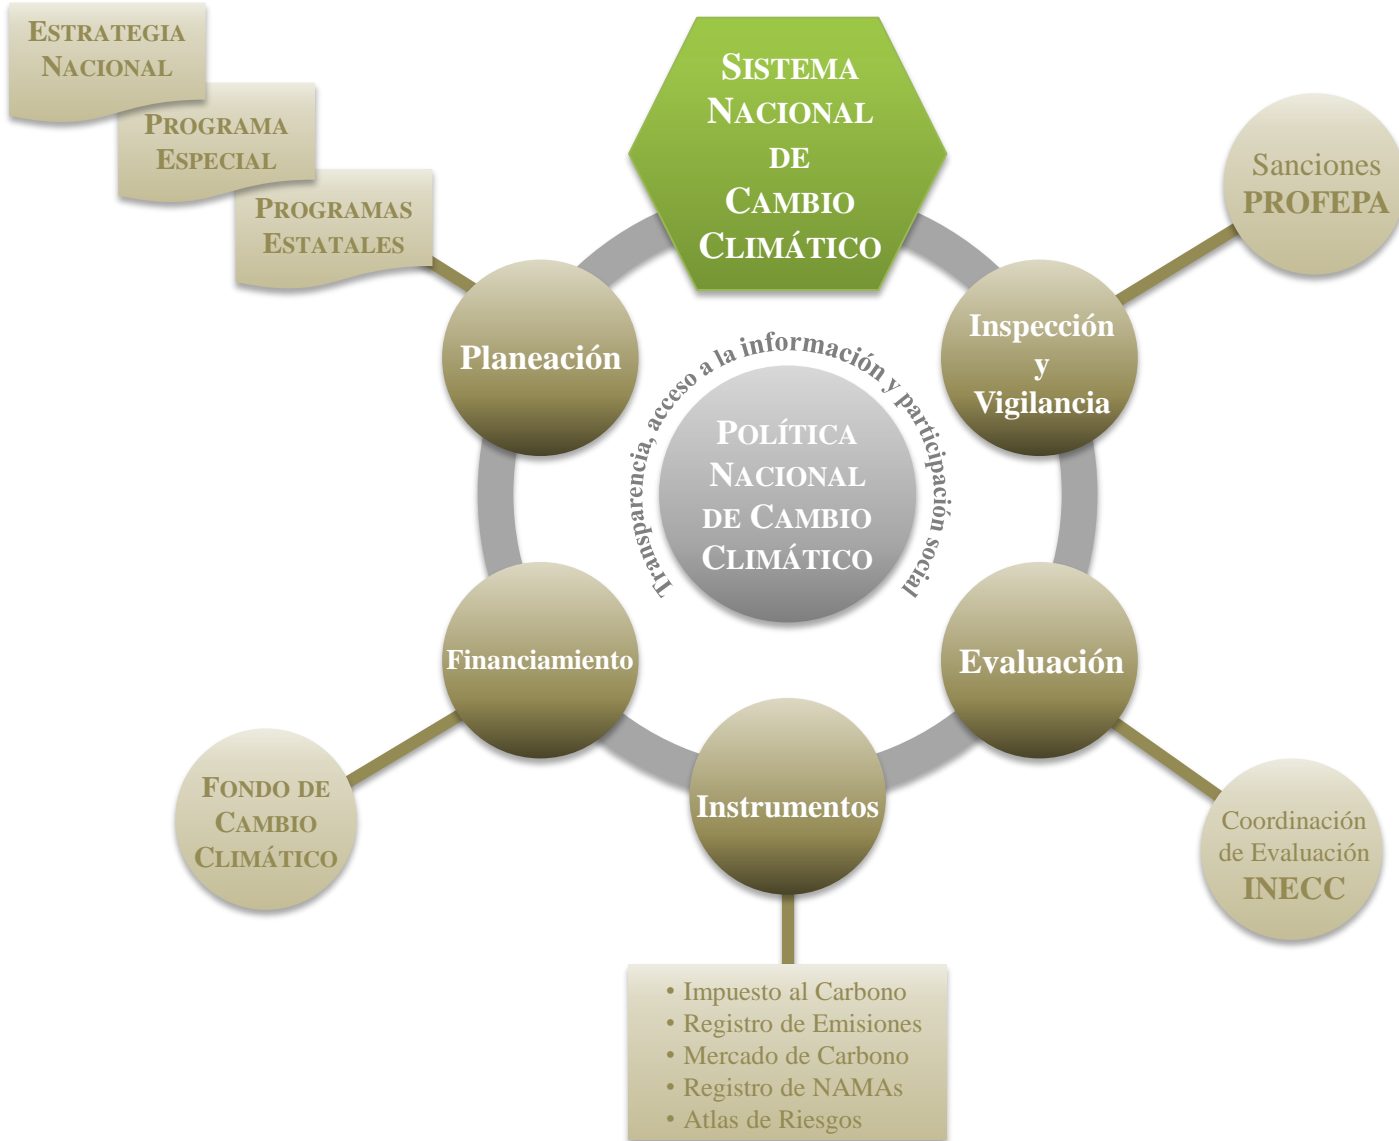 ESTRATEGIA
NACIONAL
PROGRAMA
ESPECIAL
PROGRAMAS
ESTATALES
SISTEMA
NACIONAL
DE
CAMBIO
CLIMÁTICO
Sanciones
PROFEPA
Planeación
Inspección
y
Vigilancia
Transparencia, acceso a la información y participación social
POLÍTICA
NACIONAL
DE CAMBIO
CLIMÁTICO
Financiamiento
Evaluación
Instrumentos
FONDO DE
CAMBIO
CLIMÁTICO
Coordinación
de Evaluación
INECC
• Impuesto al Carbono
• Registro de Emisiones
• Mercado de Carbono
• Registro de NAMAs
• Atlas de Riesgos